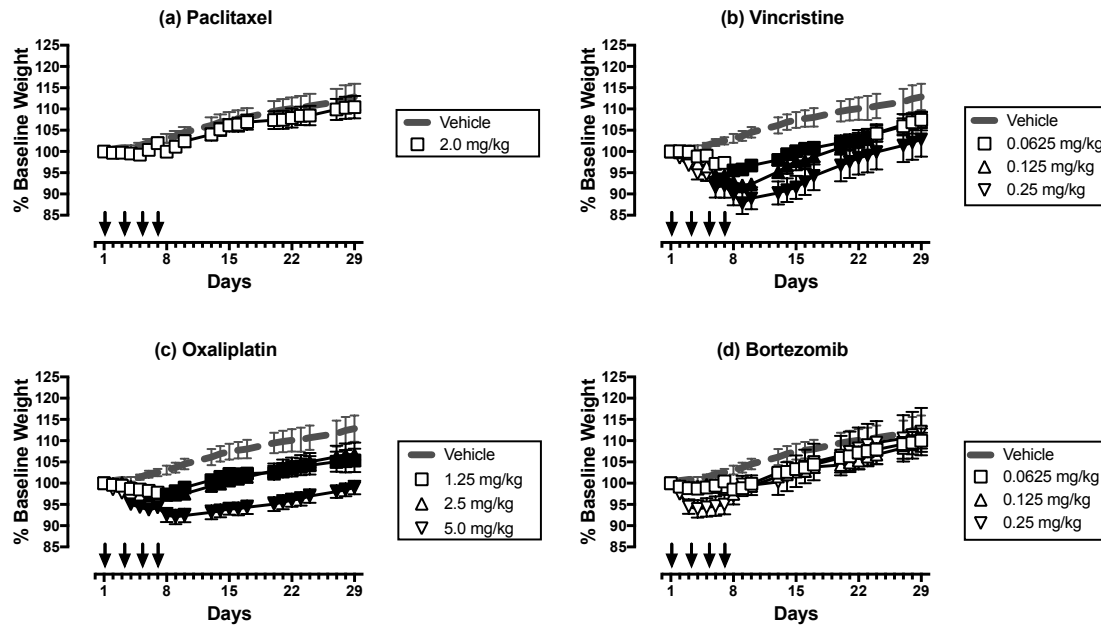 (a) Paclitaxel
% Baseline Weight
125
120
115
110
105
100
95
90
85
1
8
15
22
29
Days
Vehicle
2.0 mg/kg
(b) Vincristine
% Baseline Weight
125
120
115
110
105
100
95
90
85
1
8
15
22
29
Days
Vehicle
0.0625 mg/kg
0.125 mg/kg
0.25 mg/kg
(c) Oxaliplatin
% Baseline Weight
125
120
115
110
105
100
95
90
85
1
8
15
22
29
Days
Vehicle
1.25 mg/kg
2.5 mg/kg
5.0 mg/kg
(d) Bortezomib
% Baseline Weight
125
120
115
110
105
100
95
90
85
1
8
15
22
29
Days
Vehicle
0.0625 mg/kg
0.125 mg/kg
0.25 mg/kg